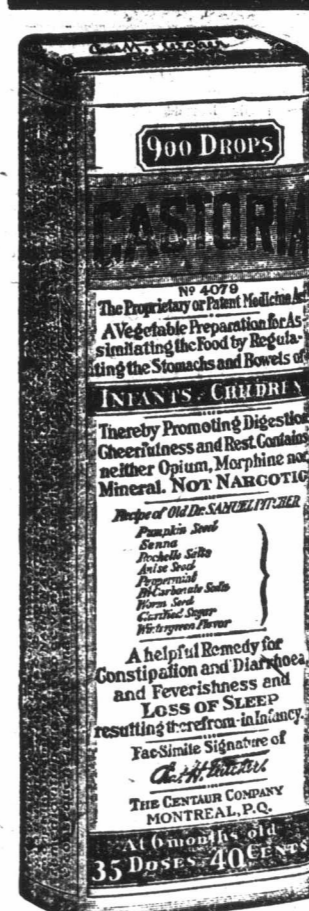 Chas. H. Fletcher.
900 DROPS
CASTORIA
Nº 4079
The Proprietary or Patent Medicine Act
A Vegetable Preparation for As-
similating the Food by Regula-
ting the Stomachs and Bowels of
INFANTS - CHILDREN
Thereby Promoting Digestion
Cheerfulness and Rest. Contains
neither Opium, Morphine nor
Mineral. NOT NARCOTIC
Recipe of Old Dr. SAMUEL PITCHER
Pumpkin Seed
Senna
Rochelle Salts
Anise Seed
Peppermint
Bi Carbonate Soda
Worm Seed
Clarified Sugar
Wintergreen Flavor
A helpful Remedy for
Constipation and Diarrhoea,
and Feverishness and
LOSS OF SLEEP
resulting therefrom in Infancy.
Fac-Simile Signature of
Chas. H. Fletcher.
THE CENTAUR COMPANY
MONTREAL, P.Q.
At 6 months old
35 DOSES - 40 CENTS